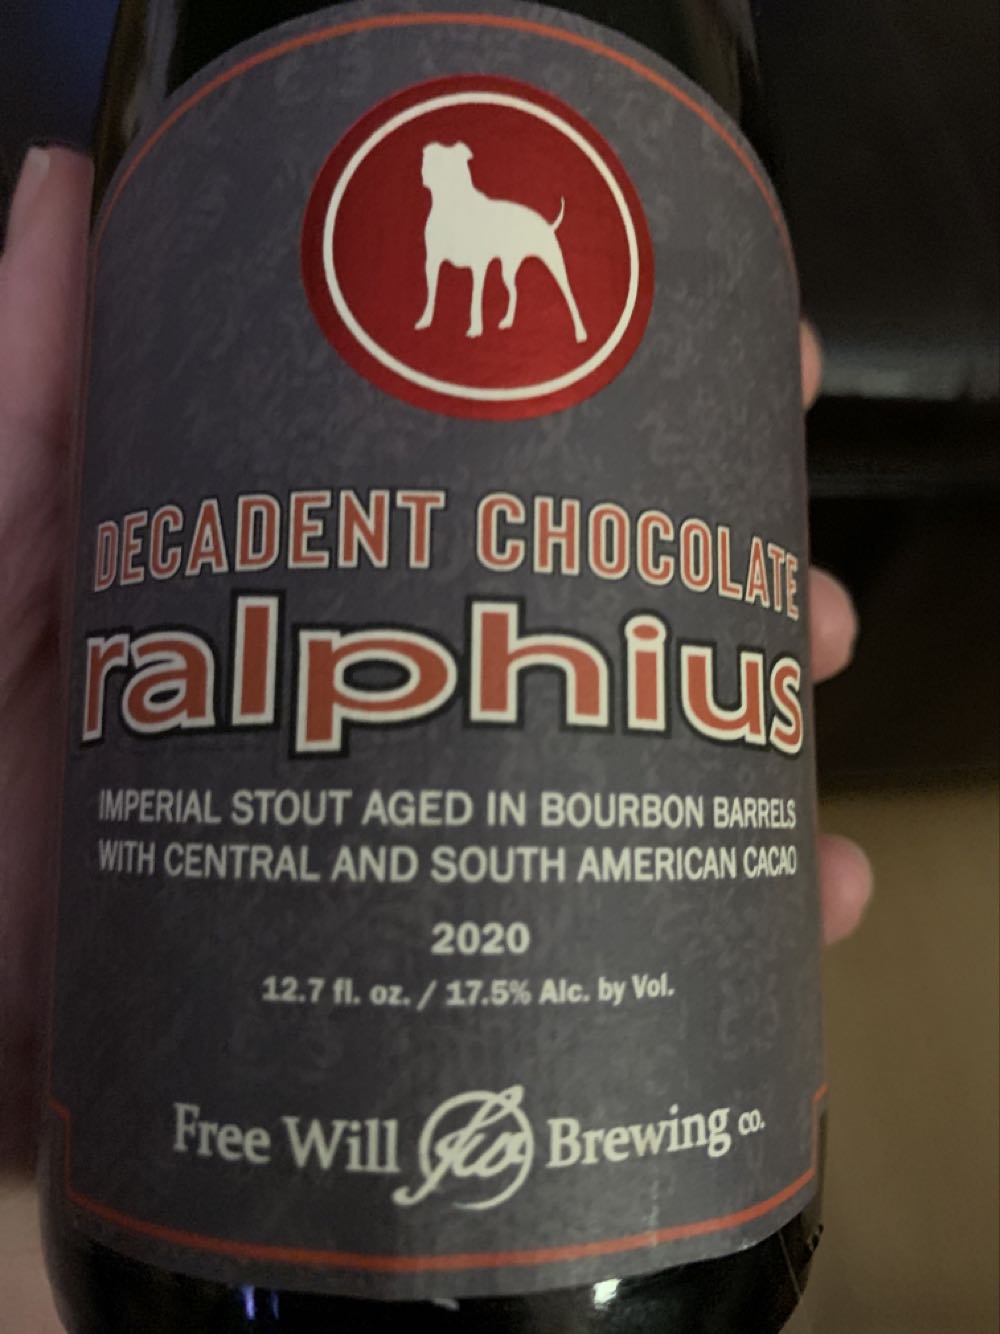 DECADENT CHOCOLATE
ralphius
IMPERIAL STOUT AGED IN BOURBON BARRELS
WITH CENTRAL AND SOUTH AMERICAN CACAO
2020
12.7 fl. oz. / 17.5% Alc. by Vol.
Free Will fw Brewing co.